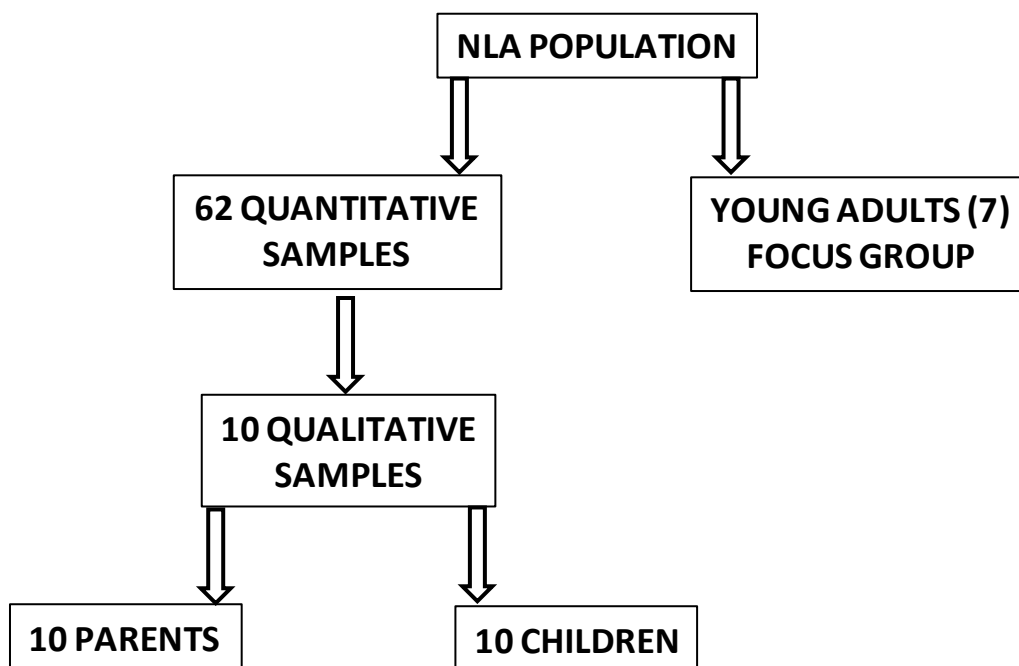 NLA POPULATION
62 QUANTITATIVE
SAMPLES
YOUNG ADULTS (7)
FOCUS GROUP
10 QUALITATIVE
SAMPLES
10 PARENTS
10 CHILDREN